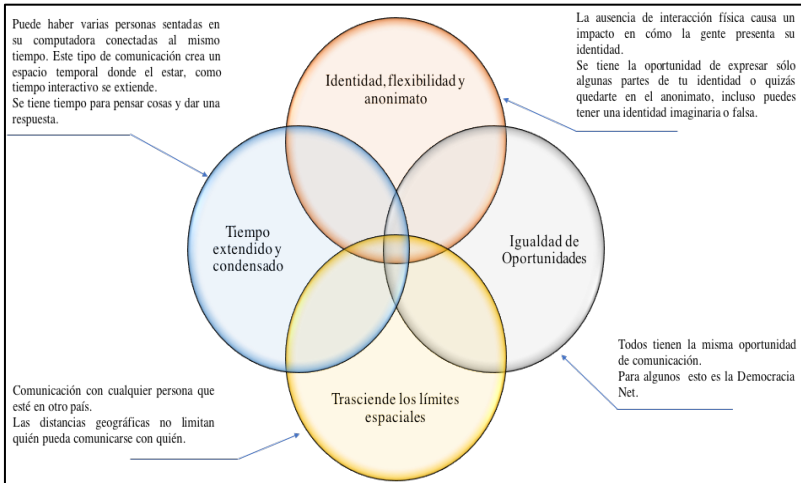 Puede haber varias personas sentadas en
su computadora conectadas al mismo
tiempo. Este tipo de comunicación crea un
espacio temporal donde el estar, como
tiempo interactivo se extiende.
Se tiene tiempo para pensar cosas y dar una
respuesta.
La ausencia de interacción física causa un
impacto en cómo la gente presenta su
identidad.
Se tiene la oportunidad de expresar sólo
algunas partes de tu identidad o quizás
quedarte en el anonimato, incluso puedes
tener una identidad imaginaria o falsa.
Identidad, flexibilidad y
anonimato
Tiempo
extendido y
condensado
Igualdad de
Oportunidades
Trasciende los límites
espaciales
Comunicación con cualquier persona que
esté en otro país.
Las distancias geográficas no limitan
quién pueda comunicarse con quién.
Todos tienen la misma oportunidad
de comunicación.
Para algunos esto es la Democracia
Net.